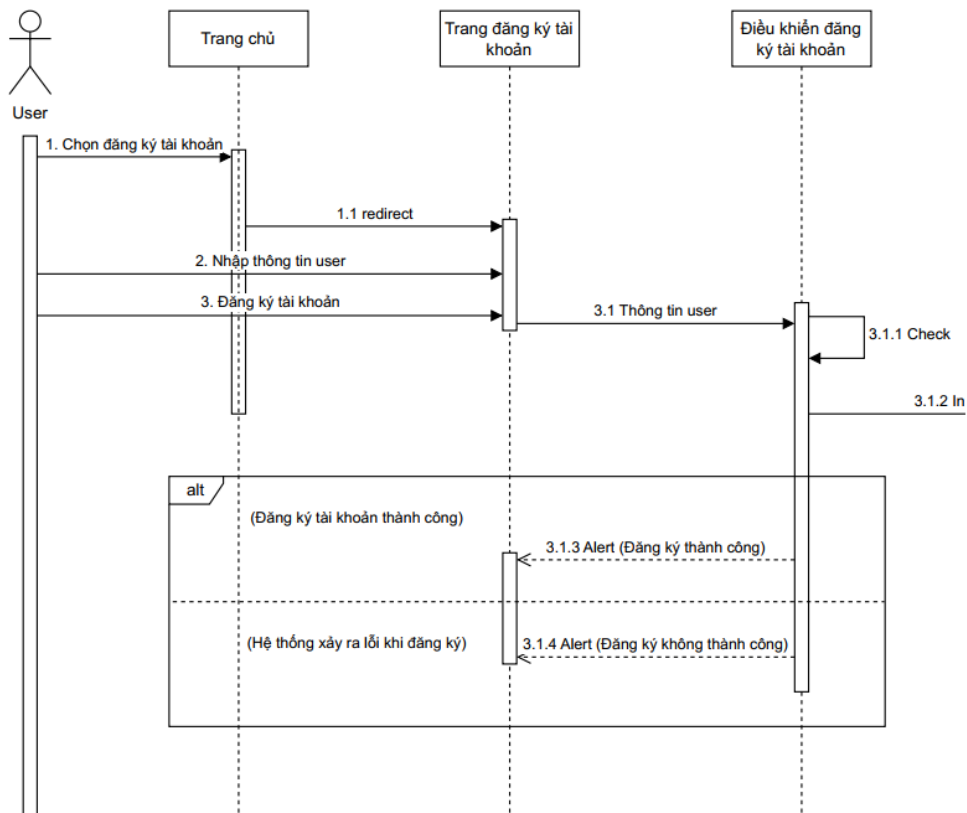 Trang chủ
Trang đăng ký tài
khoản
Điều khiển đăng
ký tài khoản
User
1. Chọn đăng ký tài khoản
1.1 redirect
2. Nhập thông tin user
3. Đăng ký tài khoản
3.1 Thông tin user
3.1.1 Check
3.1.2 In
alt
(Đăng ký tài khoản thành công)
3.1.3 Alert (Đăng ký thành công)
(Hệ thống xảy ra lỗi khi đăng ký)
3.1.4 Alert (Đăng ký không thành công)